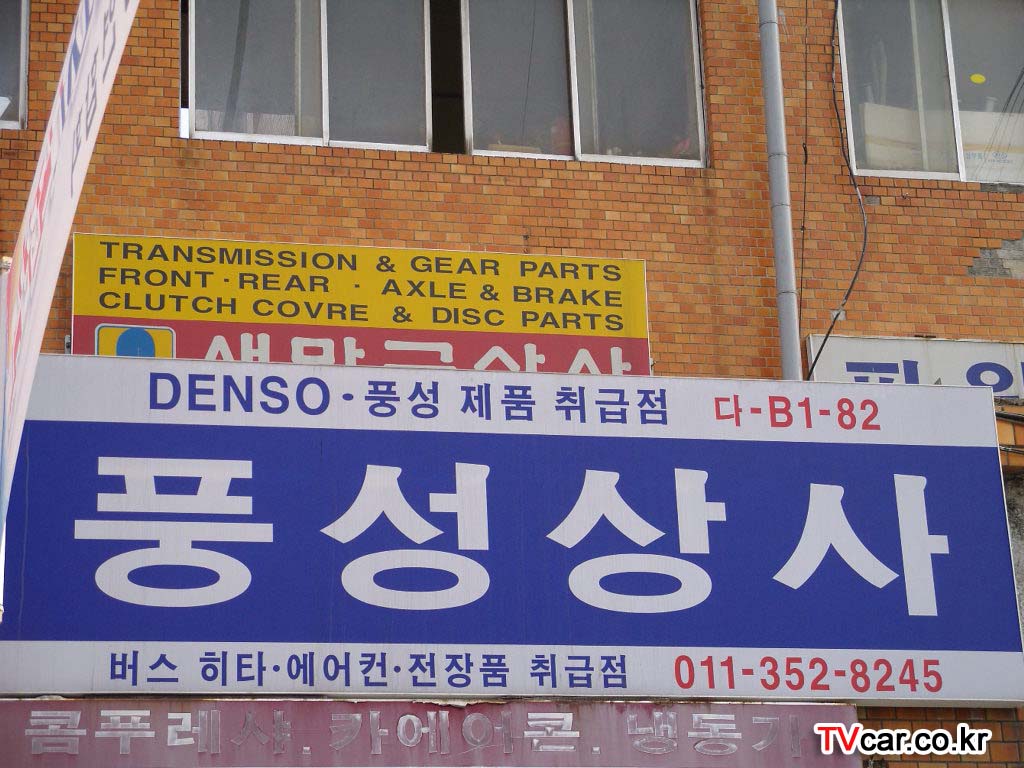 TRANSMISSION & GEAR PARTS
FRONT · REAR · AXLE & BRAKE
CLUTCH COVRE & DISC PARTS
DENSO · 풍성 제품 취급점 다-B1-82
풍성상사
버스 히타·에어컨·전장품 취급점 011-352-8245
콤푸레샤. 카에어콘. 냉동기
TVcar.co.kr